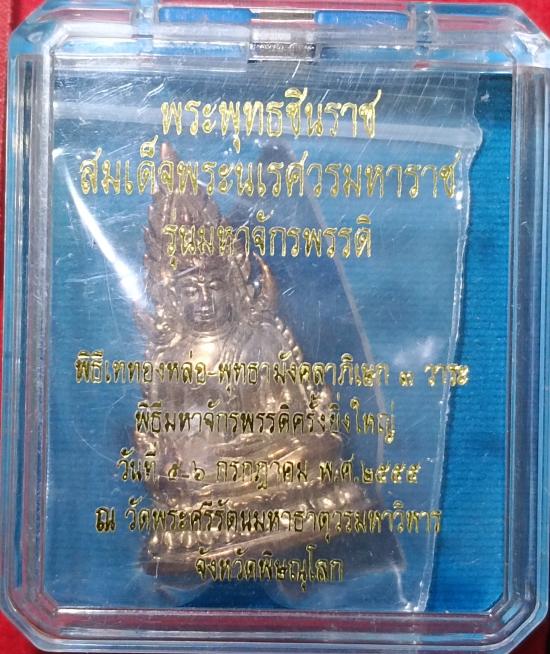 พระพุทธชินราช
สมเด็จพระนเรศวรมหาราช
รุ่นมหาจักรพรรดิ
พิธีเททองหล่อ-พุทธามังคลาภิเษก ๓ วาระ
พิธีมหาจักรพรรดิครั้งยิ่งใหญ่
วันที่ ๕-๖ กรกฎาคม พ.ศ.๒๕๕๕
ณ วัดพระศรีรัตนมหาธาตุวรมหาวิหาร
จังหวัดพิษณุโลก